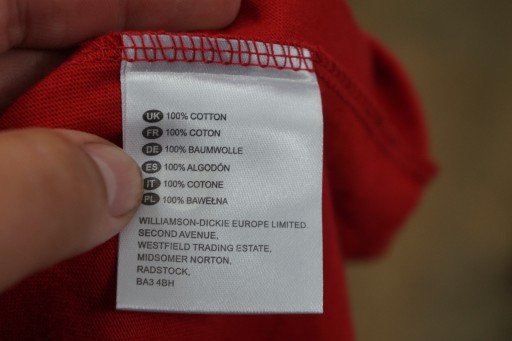 UK 100% COTTON
FR 100% COTON
DE 100% BAUMWOLLE
ES 100% ALGODÓN
IT 100% COTONE
PL 100% BAWEŁNA
WILLIAMSON-DICKIE EUROPE LIMITED.
SECOND AVENUE,
WESTFIELD TRADING ESTATE,
MIDSOMER NORTON,
RADSTOCK,
BA3 4BH